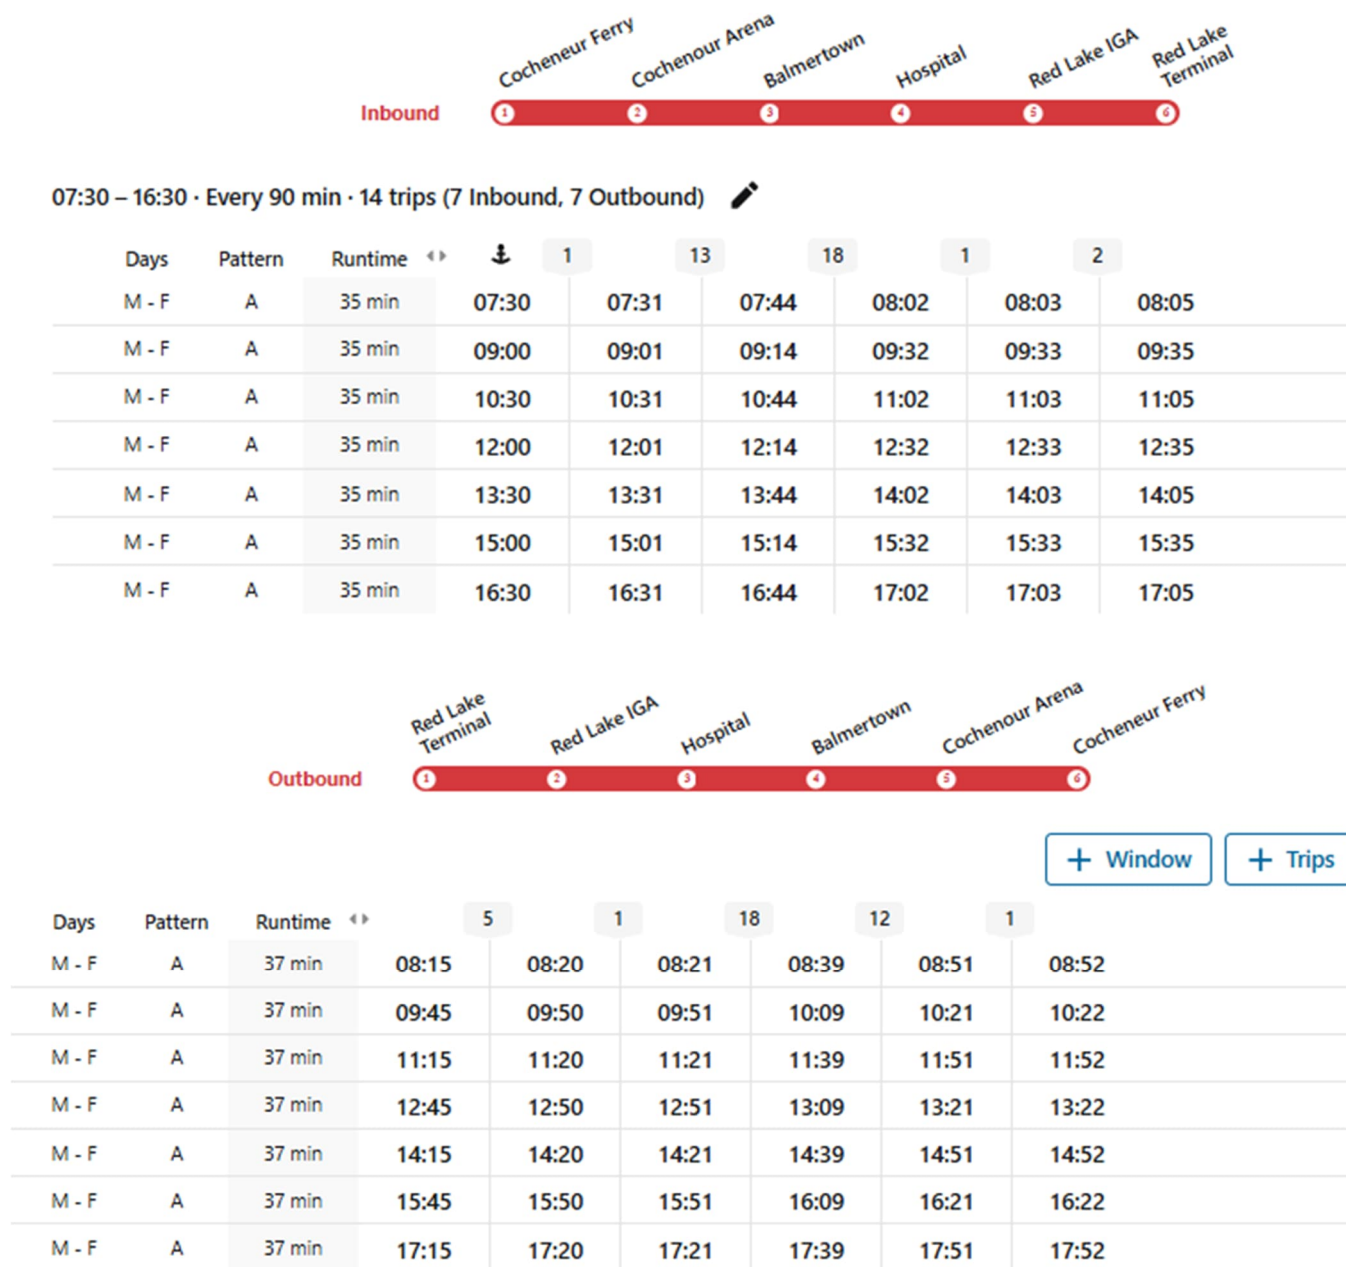 Cocheneur Ferry Cochenour Arena Balmertown Hospital Red Lake IGA Red Lake Terminal
Inbound 1 2 3 4 5 6
07:30 – 16:30 · Every 90 min · 14 trips (7 Inbound, 7 Outbound)
Days Pattern Runtime 1 13 18 1 2
M - F A 35 min 07:30 07:31 07:44 08:02 08:03 08:05
M - F A 35 min 09:00 09:01 09:14 09:32 09:33 09:35
M - F A 35 min 10:30 10:31 10:44 11:02 11:03 11:05
M - F A 35 min 12:00 12:01 12:14 12:32 12:33 12:35
M - F A 35 min 13:30 13:31 13:44 14:02 14:03 14:05
M - F A 35 min 15:00 15:01 15:14 15:32 15:33 15:35
M - F A 35 min 16:30 16:31 16:44 17:02 17:03 17:05
Red Lake Terminal Red Lake IGA Hospital Balmertown Cochenour Arena Cocheneur Ferry
Outbound 1 2 3 4 5 6
+ Window + Trips
Days Pattern Runtime 5 1 18 12 1
M - F A 37 min 08:15 08:20 08:21 08:39 08:51 08:52
M - F A 37 min 09:45 09:50 09:51 10:09 10:21 10:22
M - F A 37 min 11:15 11:20 11:21 11:39 11:51 11:52
M - F A 37 min 12:45 12:50 12:51 13:09 13:21 13:22
M - F A 37 min 14:15 14:20 14:21 14:39 14:51 14:52
M - F A 37 min 15:45 15:50 15:51 16:09 16:21 16:22
M - F A 37 min 17:15 17:20 17:21 17:39 17:51 17:52